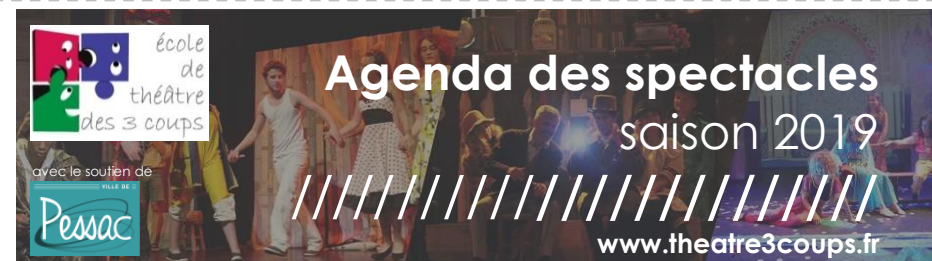 école
de
théâtre
des 3 coups
avec le soutien de
VILLE DE
Pessac
Agenda des spectacles
saison 2019
////////////////////////
www.theatre3coups.fr